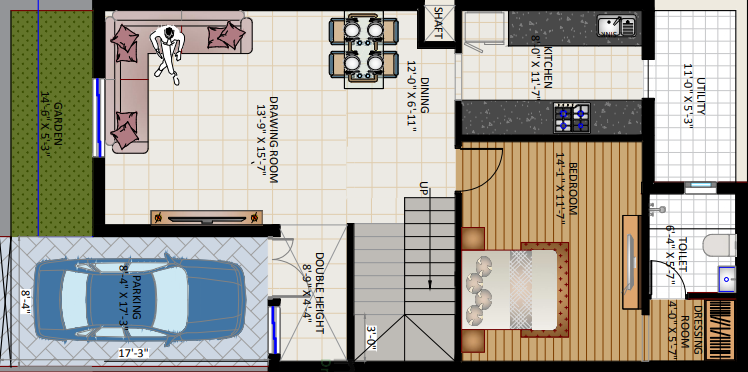 GARDEN
14'-6" X 5'-3"
DRAWING ROOM
13'-9" X 15'-7"
DINING
12'-0" X 6'-11"
SHAFT
KITCHEN
8'-0" X 11'-7"
UTILITY
11'-0" X 5'-3"
BEDROOM
14'-1" X 11'-7"
UP
TOILET
6'-4" X 5'-7"
DRESSING
ROOM
4'-0" X 5'-7"
DOUBLE HEIGHT
8'-9" X 4'-4"
3'-0"
PARKING
8'-4" X 17'-3"
8'-4"
17'-3"